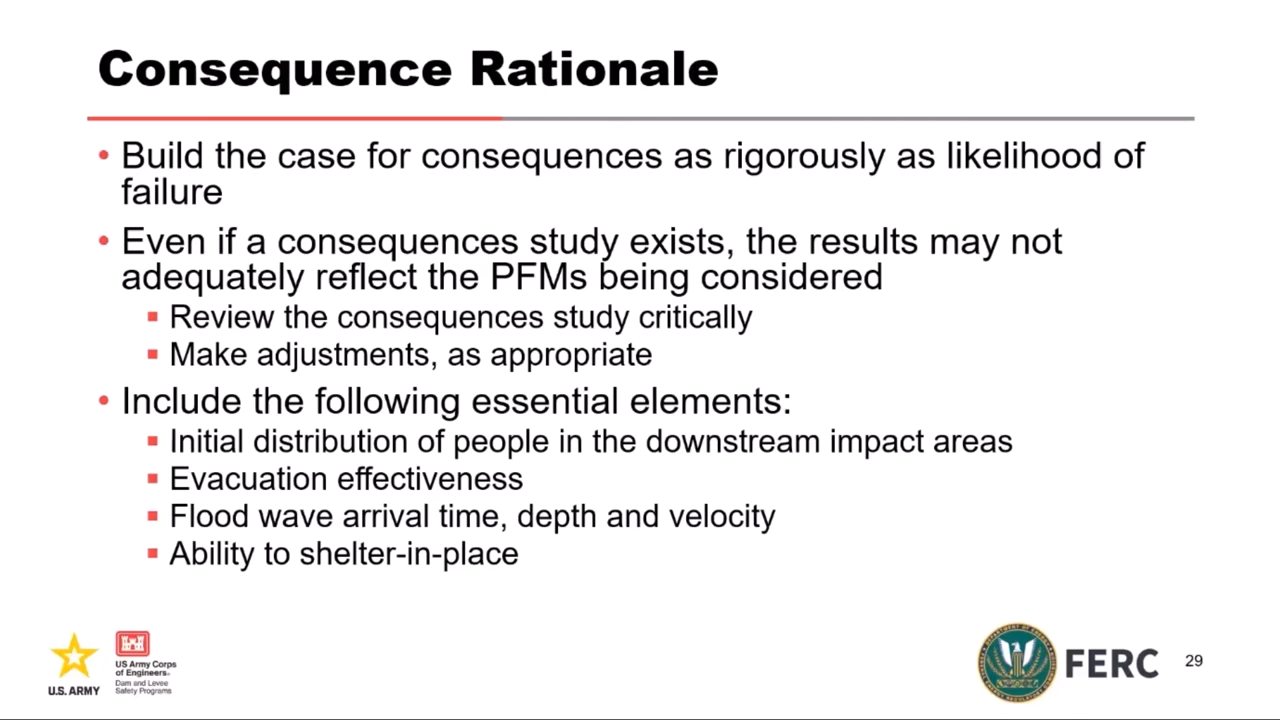 Consequence Rationale
• Build the case for consequences as rigorously as likelihood of
failure
• Even if a consequences study exists, the results may not
adequately reflect the PFMs being considered
▪ Review the consequences study critically
▪ Make adjustments, as appropriate
• Include the following essential elements:
▪ Initial distribution of people in the downstream impact areas
▪ Evacuation effectiveness
▪ Flood wave arrival time, depth and velocity
▪ Ability to shelter-in-place
U.S. ARMY
US Army Corps
of Engineers®
Dam and Levee
Safety Programs
FERC
29